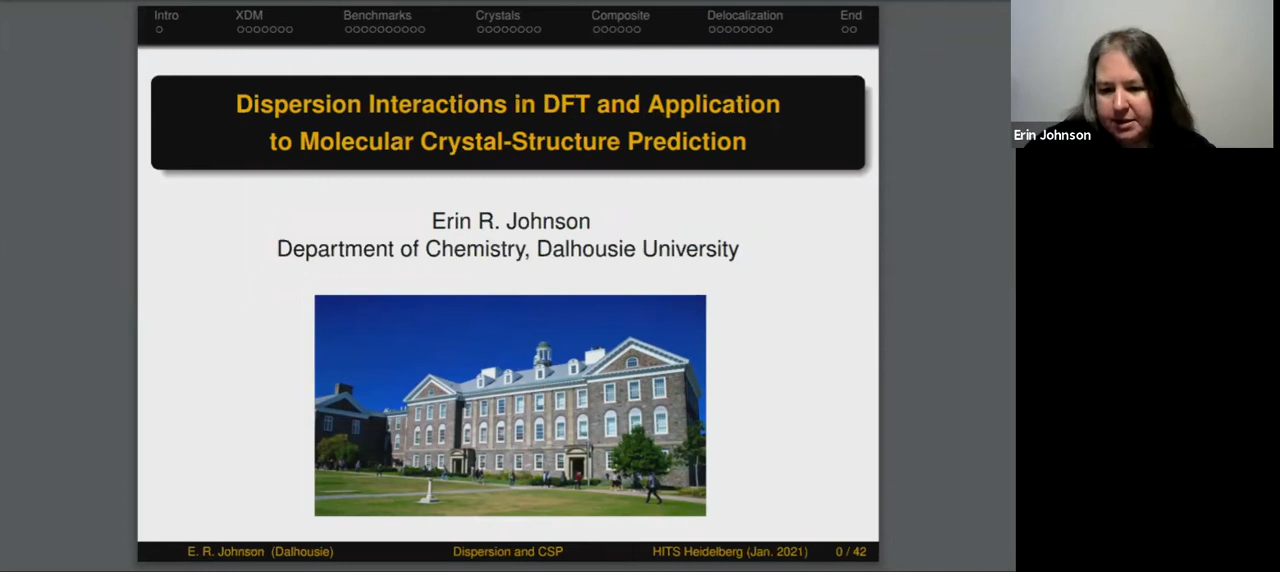 Intro XDM Benchmarks Crystals Composite Delocalization End
Dispersion Interactions in DFT and Application
to Molecular Crystal-Structure Prediction
Erin R. Johnson
Department of Chemistry, Dalhousie University
E. R. Johnson (Dalhousie) Dispersion and CSP HITS Heidelberg (Jan. 2021) 0 / 42
Erin Johnson